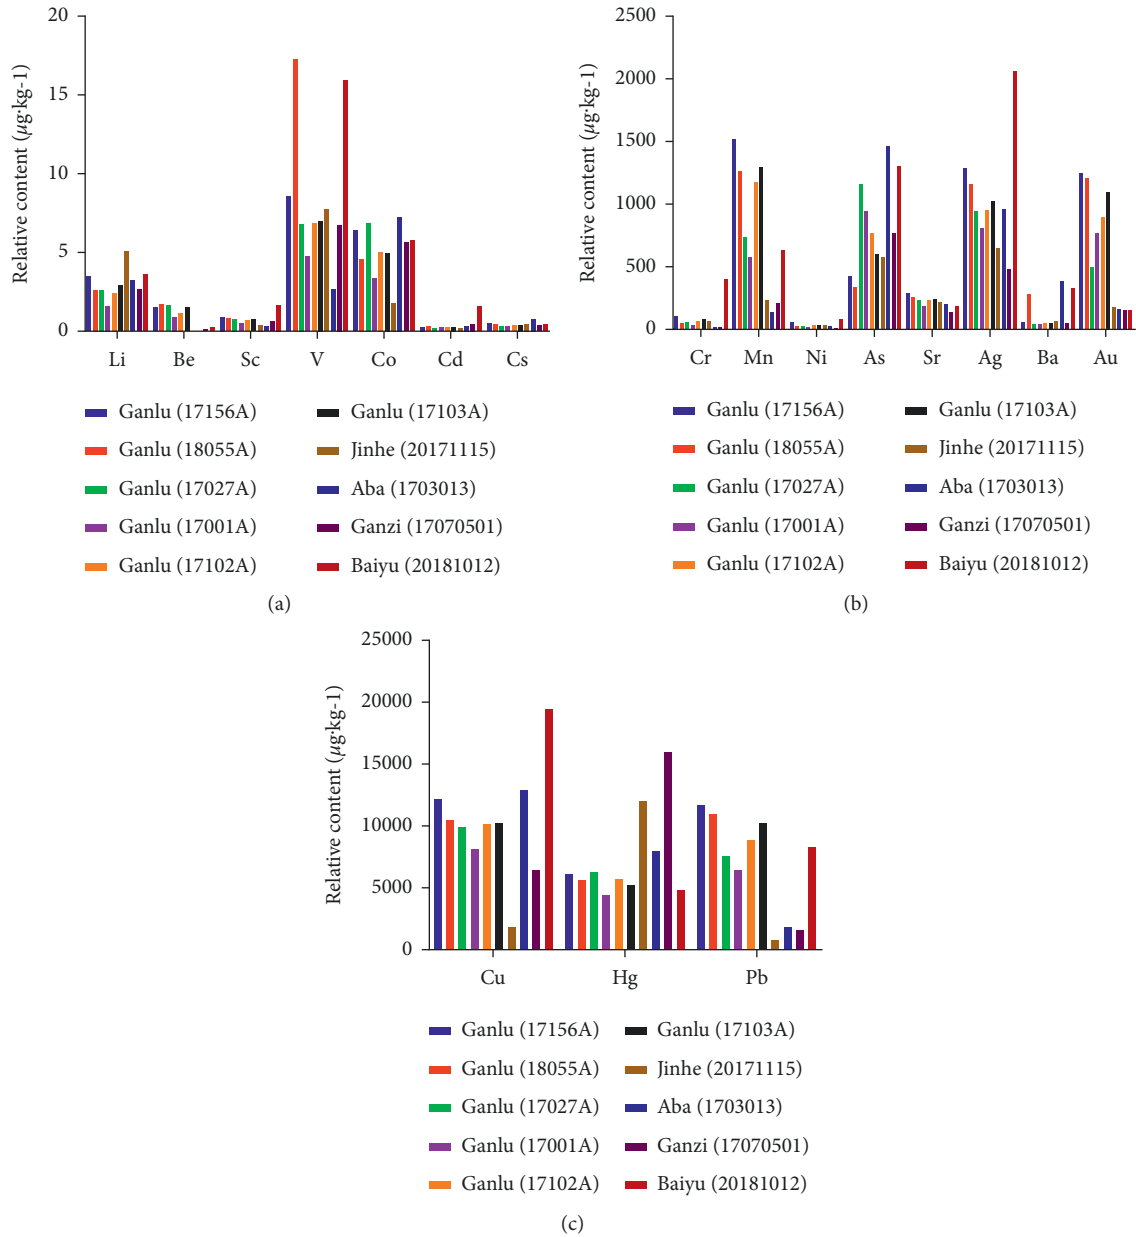 20
15
10
5
0
Relative content (μg·kg-1)
Li Be Sc V Co Cd Cs
Ganlu (17156A)
Ganlu (18055A)
Ganlu (17027A)
Ganlu (17001A)
Ganlu (17102A)
Ganlu (17103A)
Jinhe (20171115)
Aba (1703013)
Ganzi (17070501)
Baiyu (20181012)
(a)
2500
2000
1500
1000
500
0
Relative content (μg·kg-1)
Cr Mn Ni As Sr Ag Ba Au
Ganlu (17156A)
Ganlu (18055A)
Ganlu (17027A)
Ganlu (17001A)
Ganlu (17102A)
Ganlu (17103A)
Jinhe (20171115)
Aba (1703013)
Ganzi (17070501)
Baiyu (20181012)
(b)
25000
20000
15000
10000
5000
0
Relative content (μg·kg-1)
Cu Hg Pb
Ganlu (17156A)
Ganlu (18055A)
Ganlu (17027A)
Ganlu (17001A)
Ganlu (17102A)
Ganlu (17103A)
Jinhe (20171115)
Aba (1703013)
Ganzi (17070501)
Baiyu (20181012)
(c)